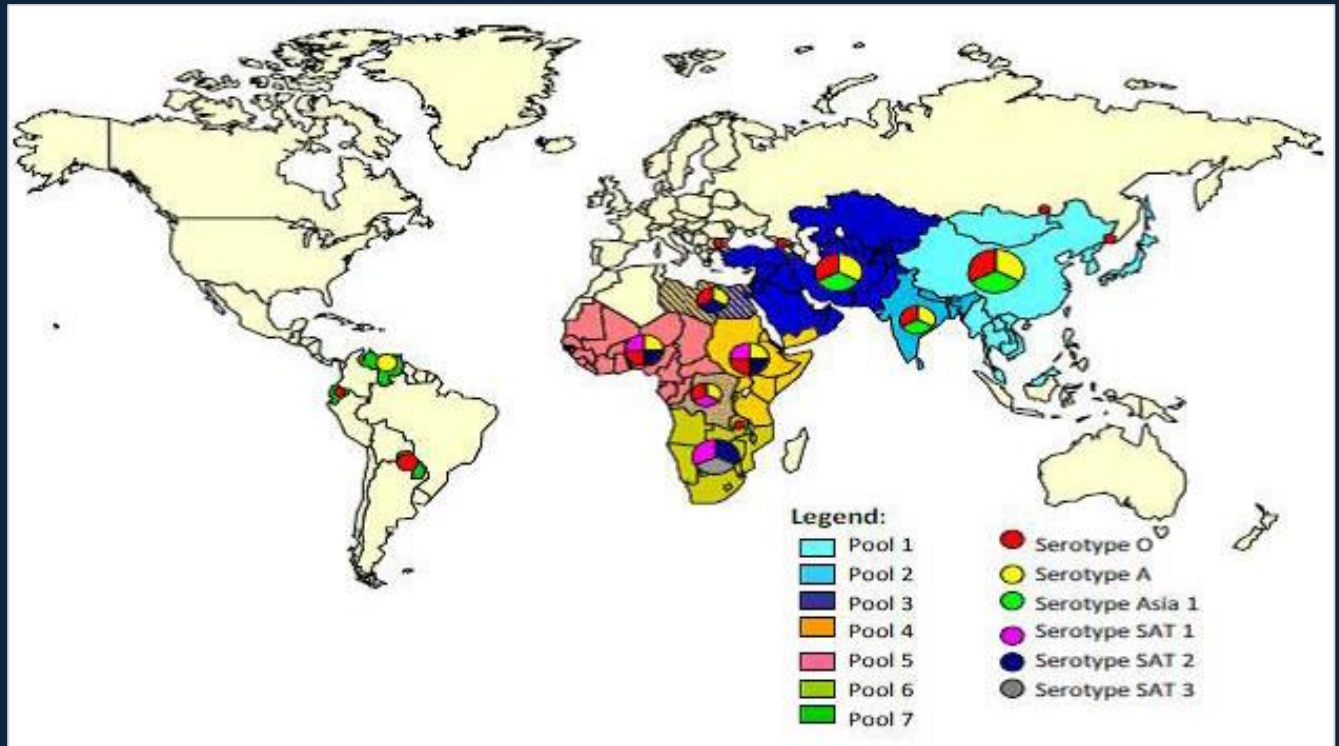 Legend:
Pool 1
Pool 2
Pool 3
Pool 4
Pool 5
Pool 6
Pool 7
Serotype O
Serotype A
Serotype Asia 1
Serotype SAT 1
Serotype SAT 2
Serotype SAT 3